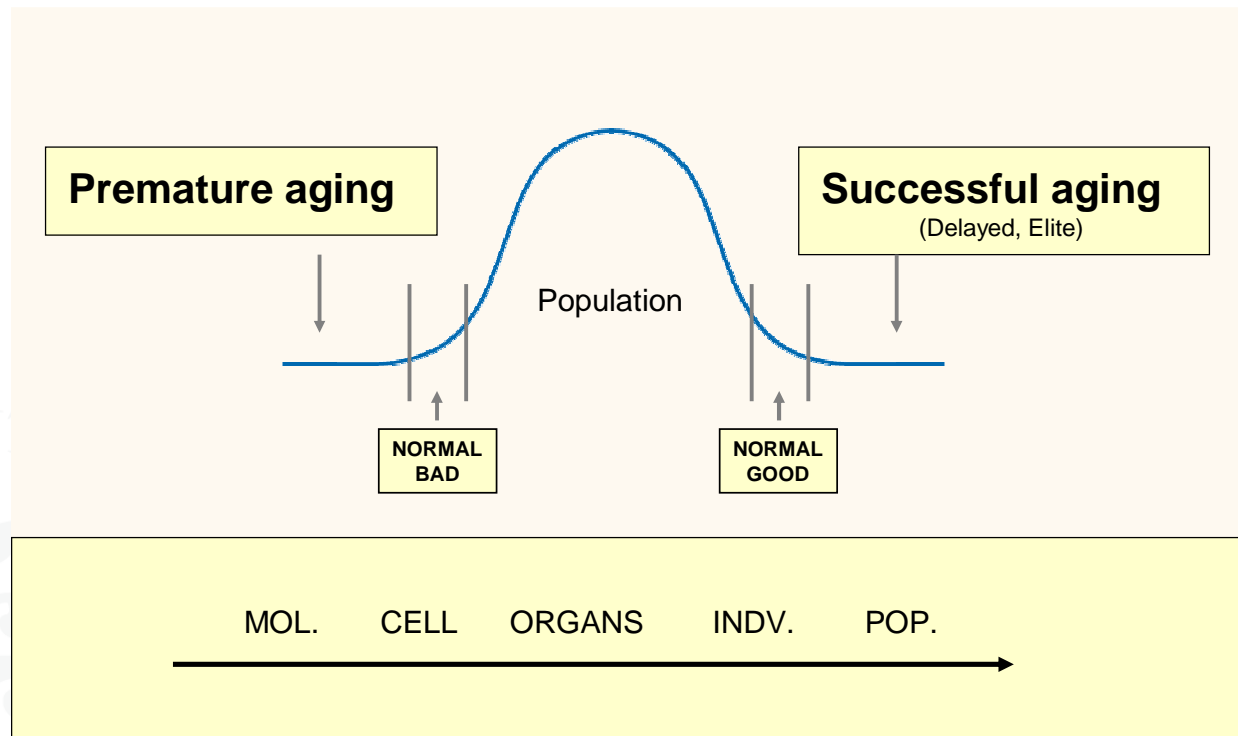 Premature aging
Successful aging
(Delayed, Elite)
Population
NORMAL
BAD
NORMAL
GOOD
MOL. CELL ORGANS INDV. POP.